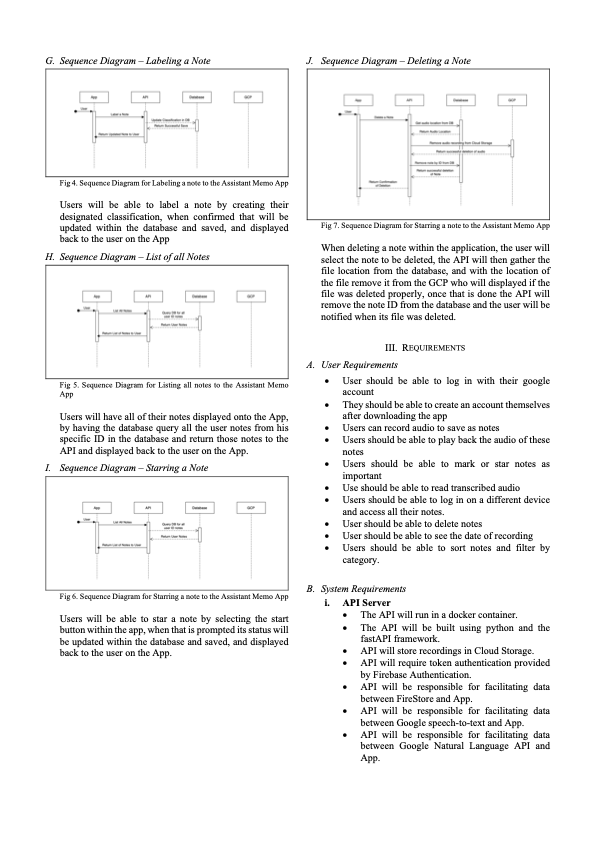 G. Sequence Diagram – Labeling a Note
App
API
Database
GCP
User
Label a Note
Update Classification in DB
Return Successful Save
Return Updated Note to User
Fig 4. Sequence Diagram for Labeling a note to the Assistant Memo App
Users will be able to label a note by creating their
designated classification, when confirmed that will be
updated within the database and saved, and displayed
back to the user on the App
H. Sequence Diagram – List of all Notes
App
API
Database
GCP
User
List All Notes
Query DB for all
user ID notes
Return User Notes
Return List of Notes to User
Fig 5. Sequence Diagram for Listing all notes to the Assistant Memo
App
Users will have all of their notes displayed onto the App,
by having the database query all the user notes from his
specific ID in the database and return those notes to the
API and displayed back to the user on the App.
I. Sequence Diagram – Starring a Note
App
API
Database
GCP
User
List All Notes
Query DB for all
user ID notes
Return User Notes
Return List of Notes to User
Fig 6. Sequence Diagram for Starring a note to the Assistant Memo App
Users will be able to star a note by selecting the start
button within the app, when that is prompted its status will
be updated within the database and saved, and displayed
back to the user on the App.
J. Sequence Diagram – Deleting a Note
App
API
Database
GCP
User
Delete a Note
Get audio location from DB
Return Audio Location
Remove audio recording from Cloud Storage
Return successful deletion of audio
Remove note by ID from DB
Return successful deletion
of Note
Return Confirmation
of Deletion
Fig 7. Sequence Diagram for Starring a note to the Assistant Memo App
When deleting a note within the application, the user will
select the note to be deleted, the API will then gather the
file location from the database, and with the location of
the file remove it from the GCP who will displayed if the
file was deleted properly, once that is done the API will
remove the note ID from the database and the user will be
notified when its file was deleted.
III. REQUIREMENTS
A. User Requirements
• User should be able to log in with their google
account
• They should be able to create an account themselves
after downloading the app
• Users can record audio to save as notes
• Users should be able to play back the audio of these
notes
• Users should be able to mark or star notes as
important
• Use should be able to read transcribed audio
• Users should be able to log in on a different device
and access all their notes.
• User should be able to delete notes
• User should be able to see the date of recording
• Users should be able to sort notes and filter by
category.
B. System Requirements
i. API Server
• The API will run in a docker container.
• The API will be built using python and the
fastAPI framework.
• API will store recordings in Cloud Storage.
• API will require token authentication provided
by Firebase Authentication.
• API will be responsible for facilitating data
between FireStore and App.
• API will be responsible for facilitating data
between Google speech-to-text and App.
• API will be responsible for facilitating data
between Google Natural Language API and
App.